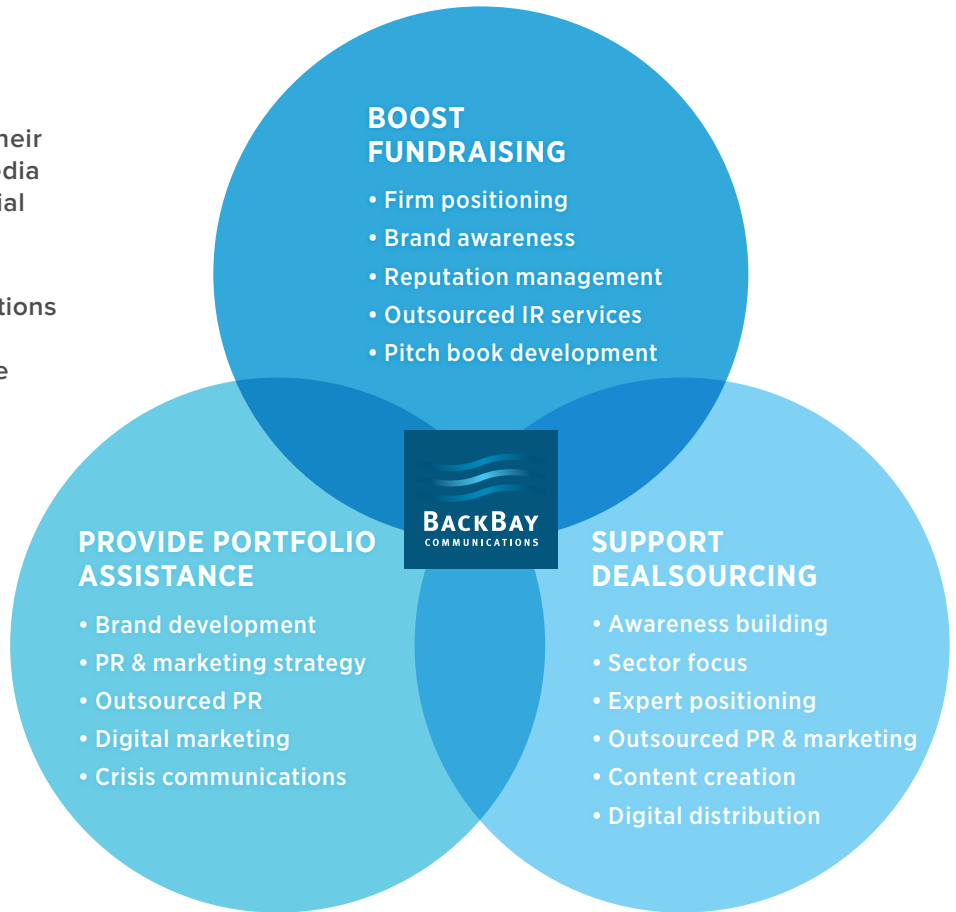 BOOST
FUNDRAISING
• Firm positioning
• Brand awareness
• Reputation management
• Outsourced IR services
• Pitch book development
BACKBAY
COMMUNICATIONS
PROVIDE PORTFOLIO
ASSISTANCE
• Brand development
• PR & marketing strategy
• Outsourced PR
• Digital marketing
• Crisis communications
SUPPORT
DEALSOURCING
• Awareness building
• Sector focus
• Expert positioning
• Outsourced PR & marketing
• Content creation
• Digital distribution